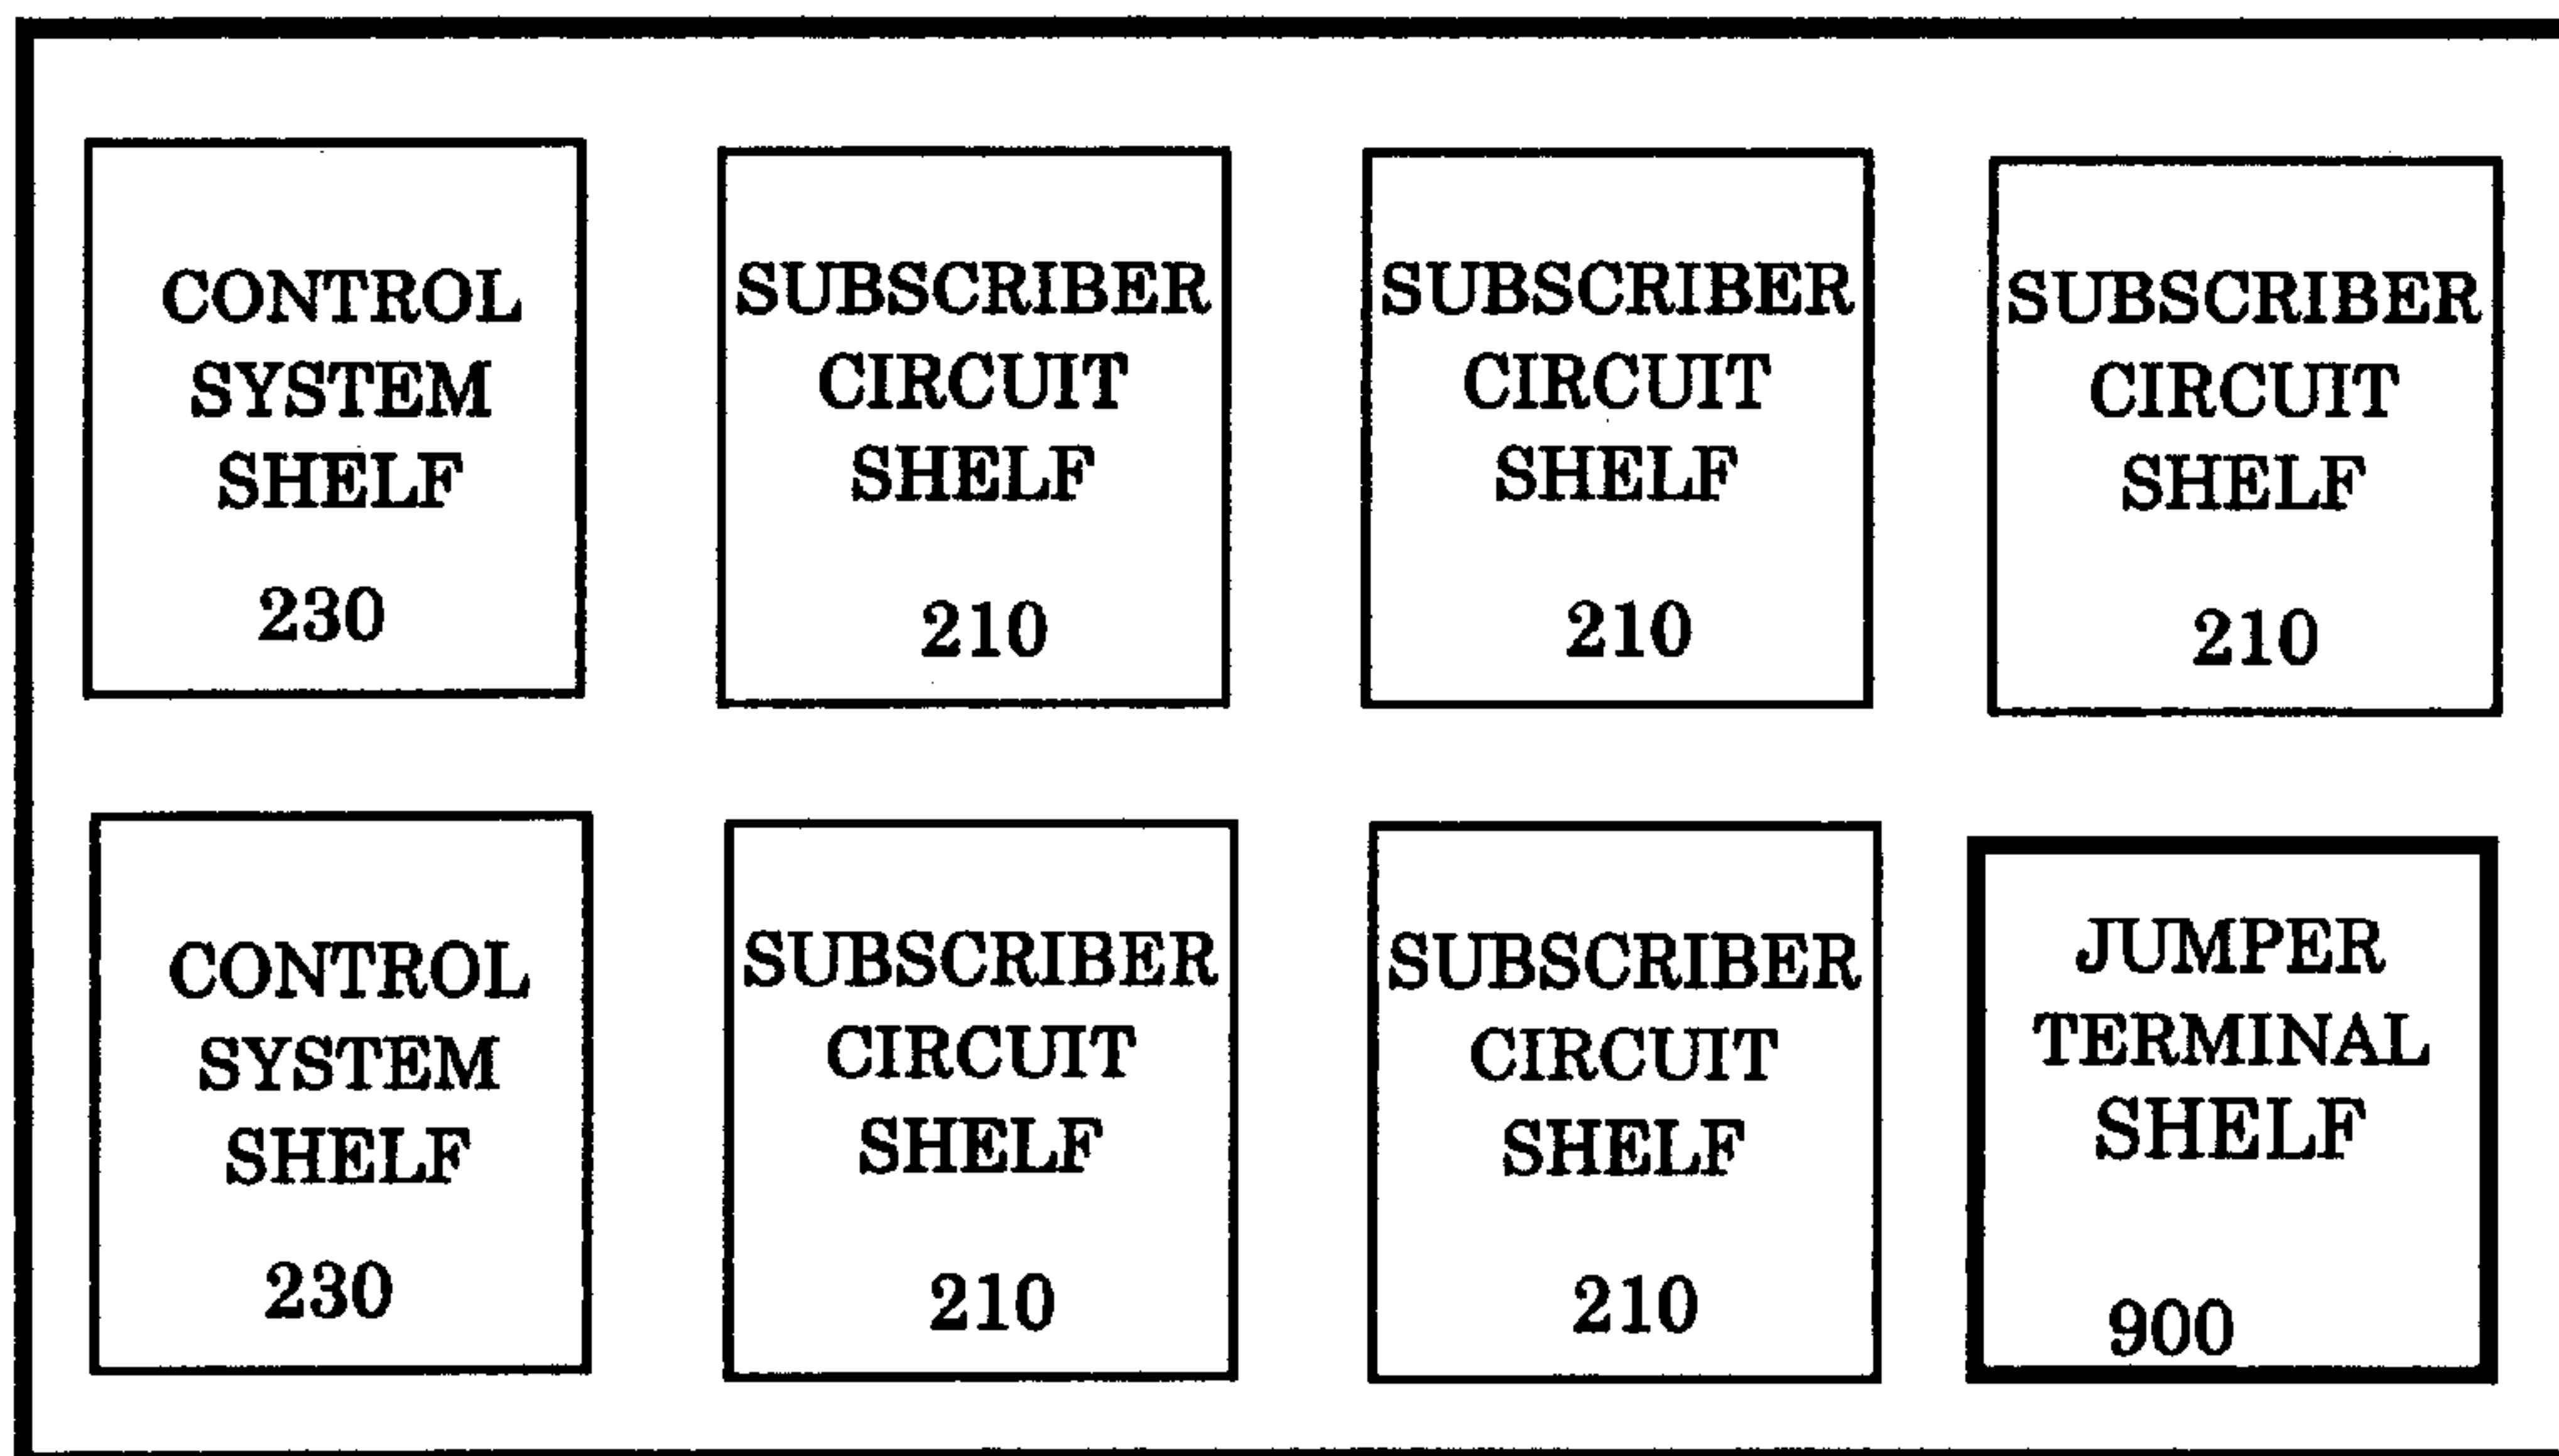 CONTROL
SYSTEM
SHELF
230
SUBSCRIBER
CIRCUIT
SHELF
210
SUBSCRIBER
CIRCUIT
SHELF
210
SUBSCRIBER
CIRCUIT
SHELF
210
CONTROL
SYSTEM
SHELF
230
SUBSCRIBER
CIRCUIT
SHELF
210
SUBSCRIBER
CIRCUIT
SHELF
210
JUMPER
TERMINAL
SHELF
900